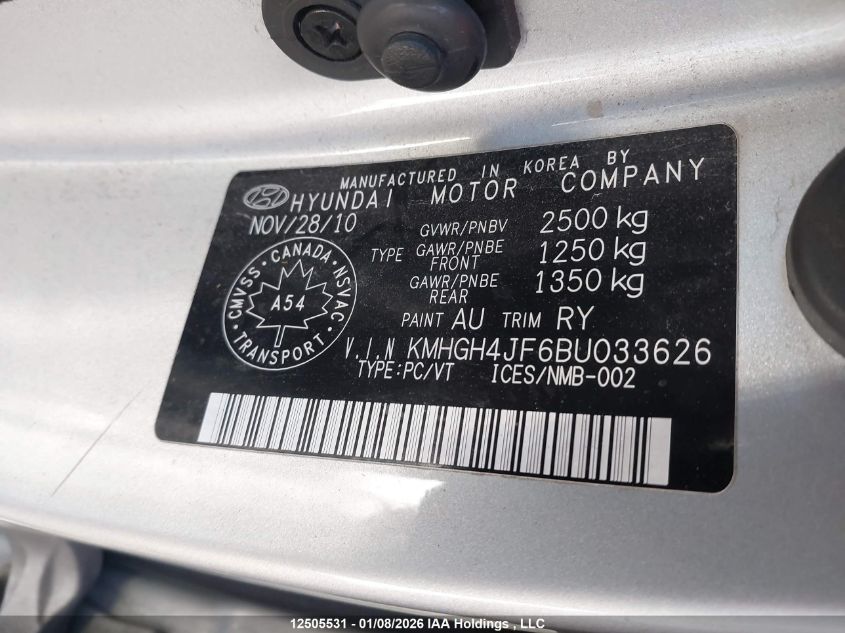 MANUFACTURED IN KOREA BY
HYUNDAI MOTOR COMPANY
NOV/28/10
GVWR/PNBV 2500 kg
TYPE GAWR/PNBE FRONT 1250 kg
GAWR/PNBE REAR 1350 kg
CANADA · NSVAC · TRANSPORT · CMVSS
A54
PAINT AU TRIM RY
V.I.N KMHGH4JF6BU033626
TYPE:PC/VT ICES/NMB-002
12505531 - 01/08/2026 IAA Holdings , LLC